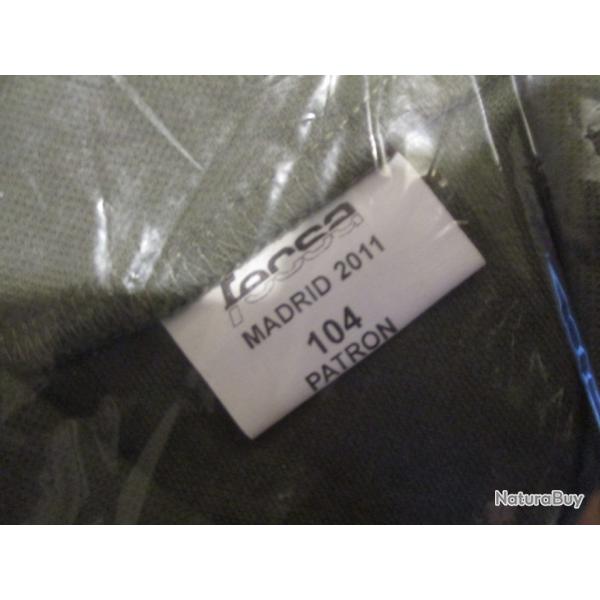 fecsa
MADRID 2011
104
PATRON
NaturaBuy